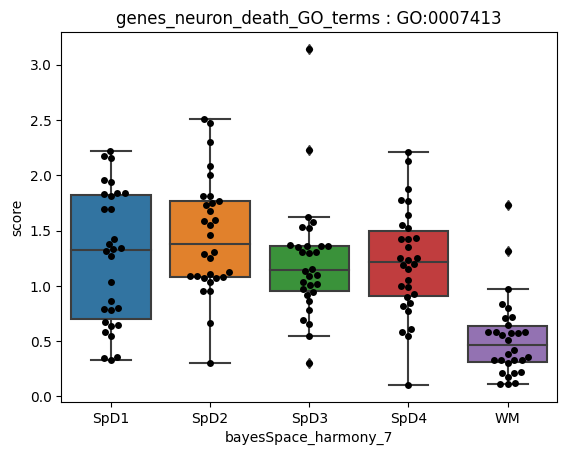 genes_neuron_death_GO_terms : GO:0007413
3.0
2.5
2.0
1.5
1.0
0.5
0.0
score
SpD1 SpD2 SpD3 SpD4 WM
bayesSpace_harmony_7